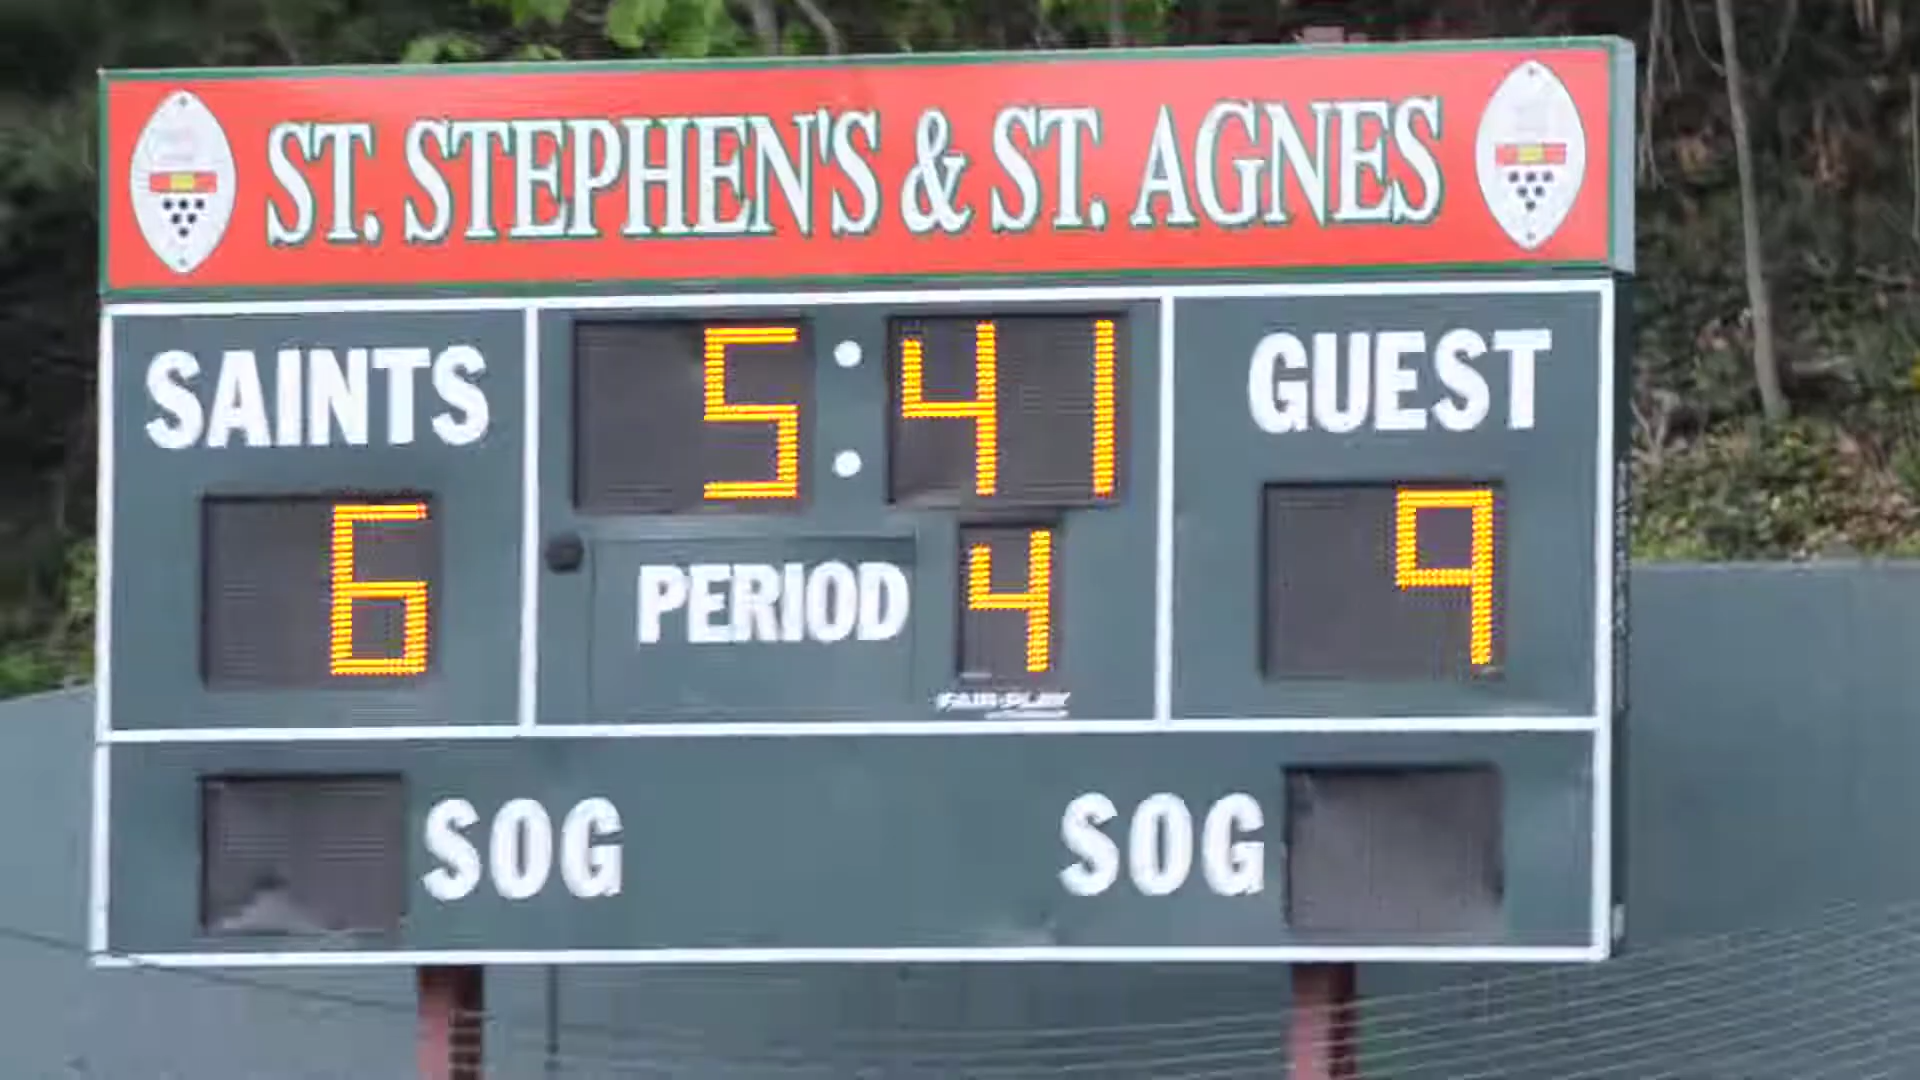 ST. STEPHEN'S & ST. AGNES
SAINTS 5:41 GUEST
6 PERIOD 4 9
FAIR-PLAY
SOG SOG